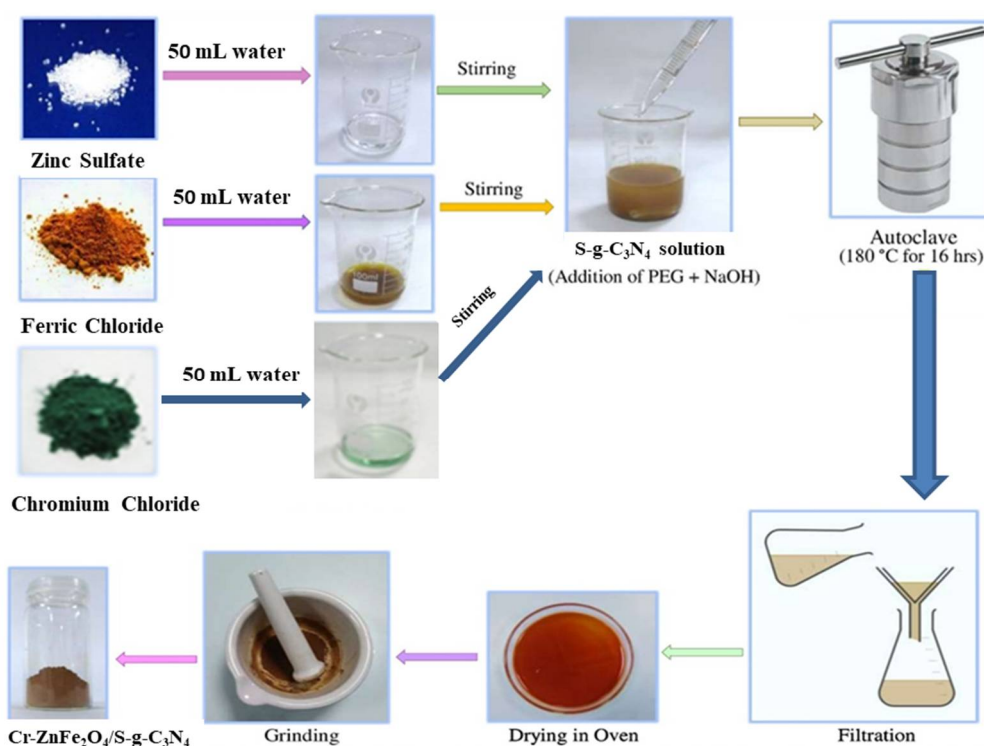 50 mL water
Stirring
Zinc Sulfate
50 mL water
Stirring
S-g-C₃N₄ solution
(Addition of PEG + NaOH)
Autoclave
(180 °C for 16 hrs)
Ferric Chloride
50 mL water
Stirring
Chromium Chloride
Cr-ZnFe₂O₄/S-g-C₃N₄
Grinding
Drying in Oven
Filtration